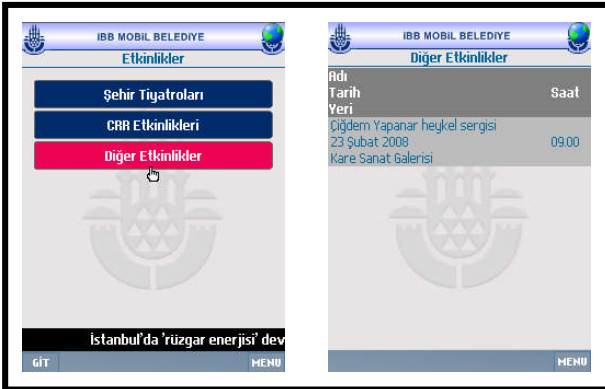 İBB MOBİL BELEDİYE
Etkinlikler
Şehir Tiyatroları
CRR Etkinlikleri
Diğer Etkinlikler
İstanbul'da 'rüzgar enerjisi' dev
GİT MENU
İBB MOBİL BELEDİYE
Diğer Etkinlikler
Adı
Tarih Saat
Yeri
Çiğdem Yapanar heykel sergisi
23 Şubat 2008 09.00
Kare Sanat Galerisi
MENU